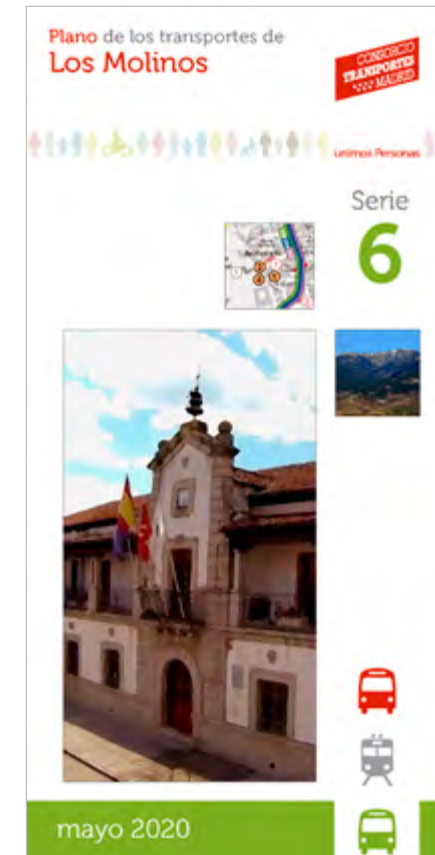 Plano de los transportes de
Los Molinos
CONSORCIO
TRANSPORTES
MADRID
unimos Personas
Serie
6
mayo 2020